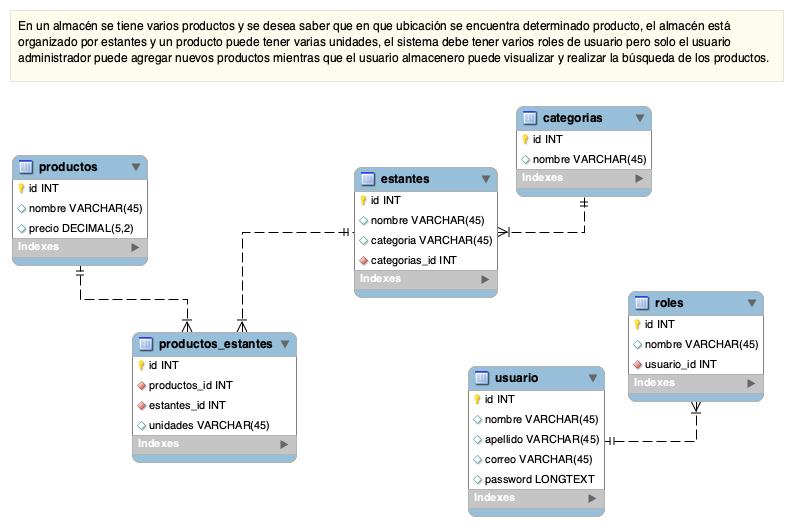 En un almacén se tiene varios productos y se desea saber que en que ubicación se encuentra determinado producto, el almacén está
organizado por estantes y un producto puede tener varias unidades, el sistema debe tener varios roles de usuario pero solo el usuario
administrador puede agregar nuevos productos mientras que el usuario almacenero puede visualizar y realizar la búsqueda de los productos.
categorias
id INT
nombre VARCHAR(45)
Indexes
productos
id INT
nombre VARCHAR(45)
precio DECIMAL(5,2)
Indexes
estantes
id INT
nombre VARCHAR(45)
categoria VARCHAR(45)
categorias_id INT
Indexes
roles
id INT
nombre VARCHAR(45)
usuario_id INT
Indexes
productos_estantes
id INT
productos_id INT
estantes_id INT
unidades VARCHAR(45)
Indexes
usuario
id INT
nombre VARCHAR(45)
apellido VARCHAR(45)
correo VARCHAR(45)
password LONGTEXT
Indexes